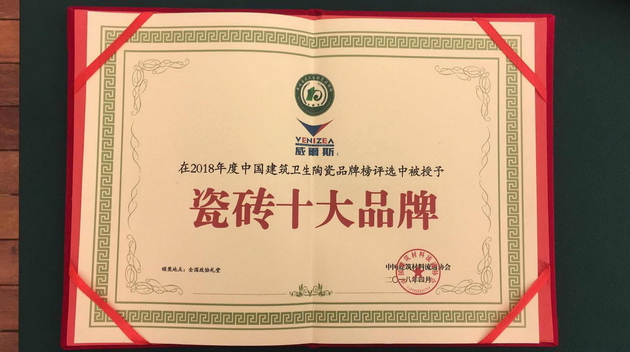 VENIZEA
威爾斯
在2018年度中国建筑卫生陶瓷品牌榜评选中被授予
瓷砖十大品牌
颁奖地点：全国政协礼堂
中国建筑材料流通协会
二〇一八年四月